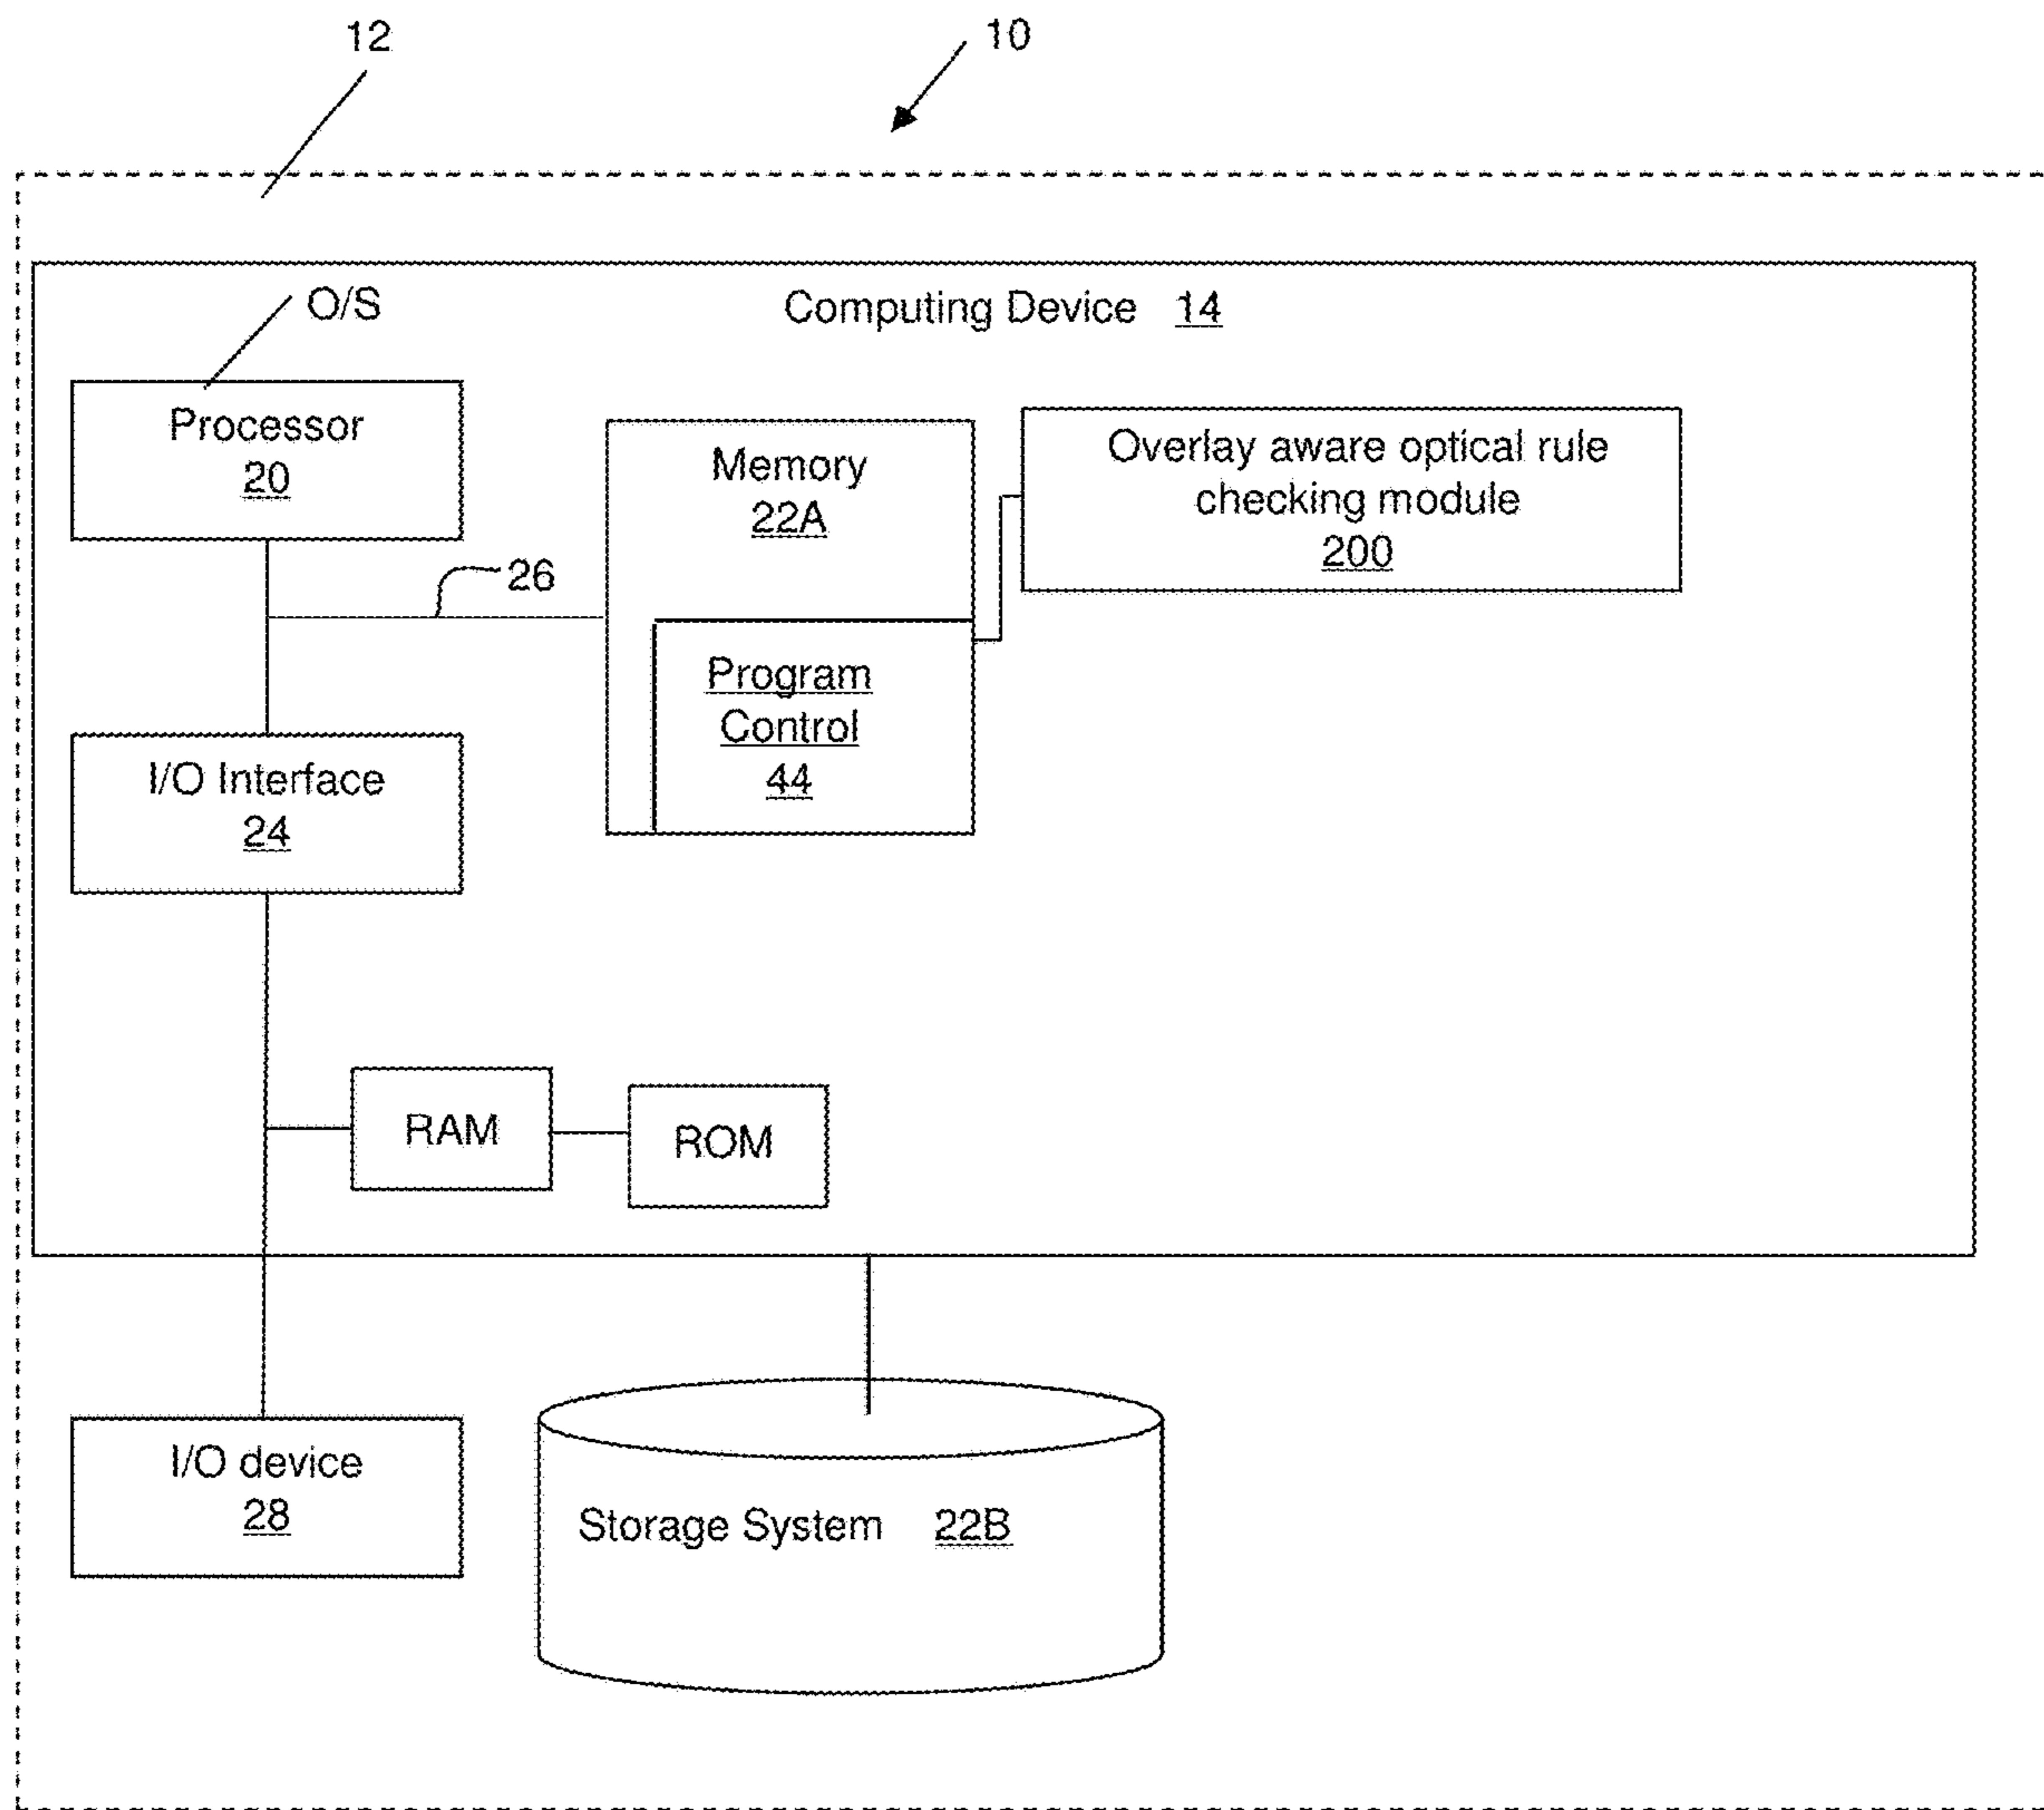 12
10
O/S
Computing Device 14
Processor
20
Memory
22A
Overlay aware optical rule
checking module
200
26
Program
Control
44
I/O Interface
24
RAM
ROM
I/O device
28
Storage System 22B